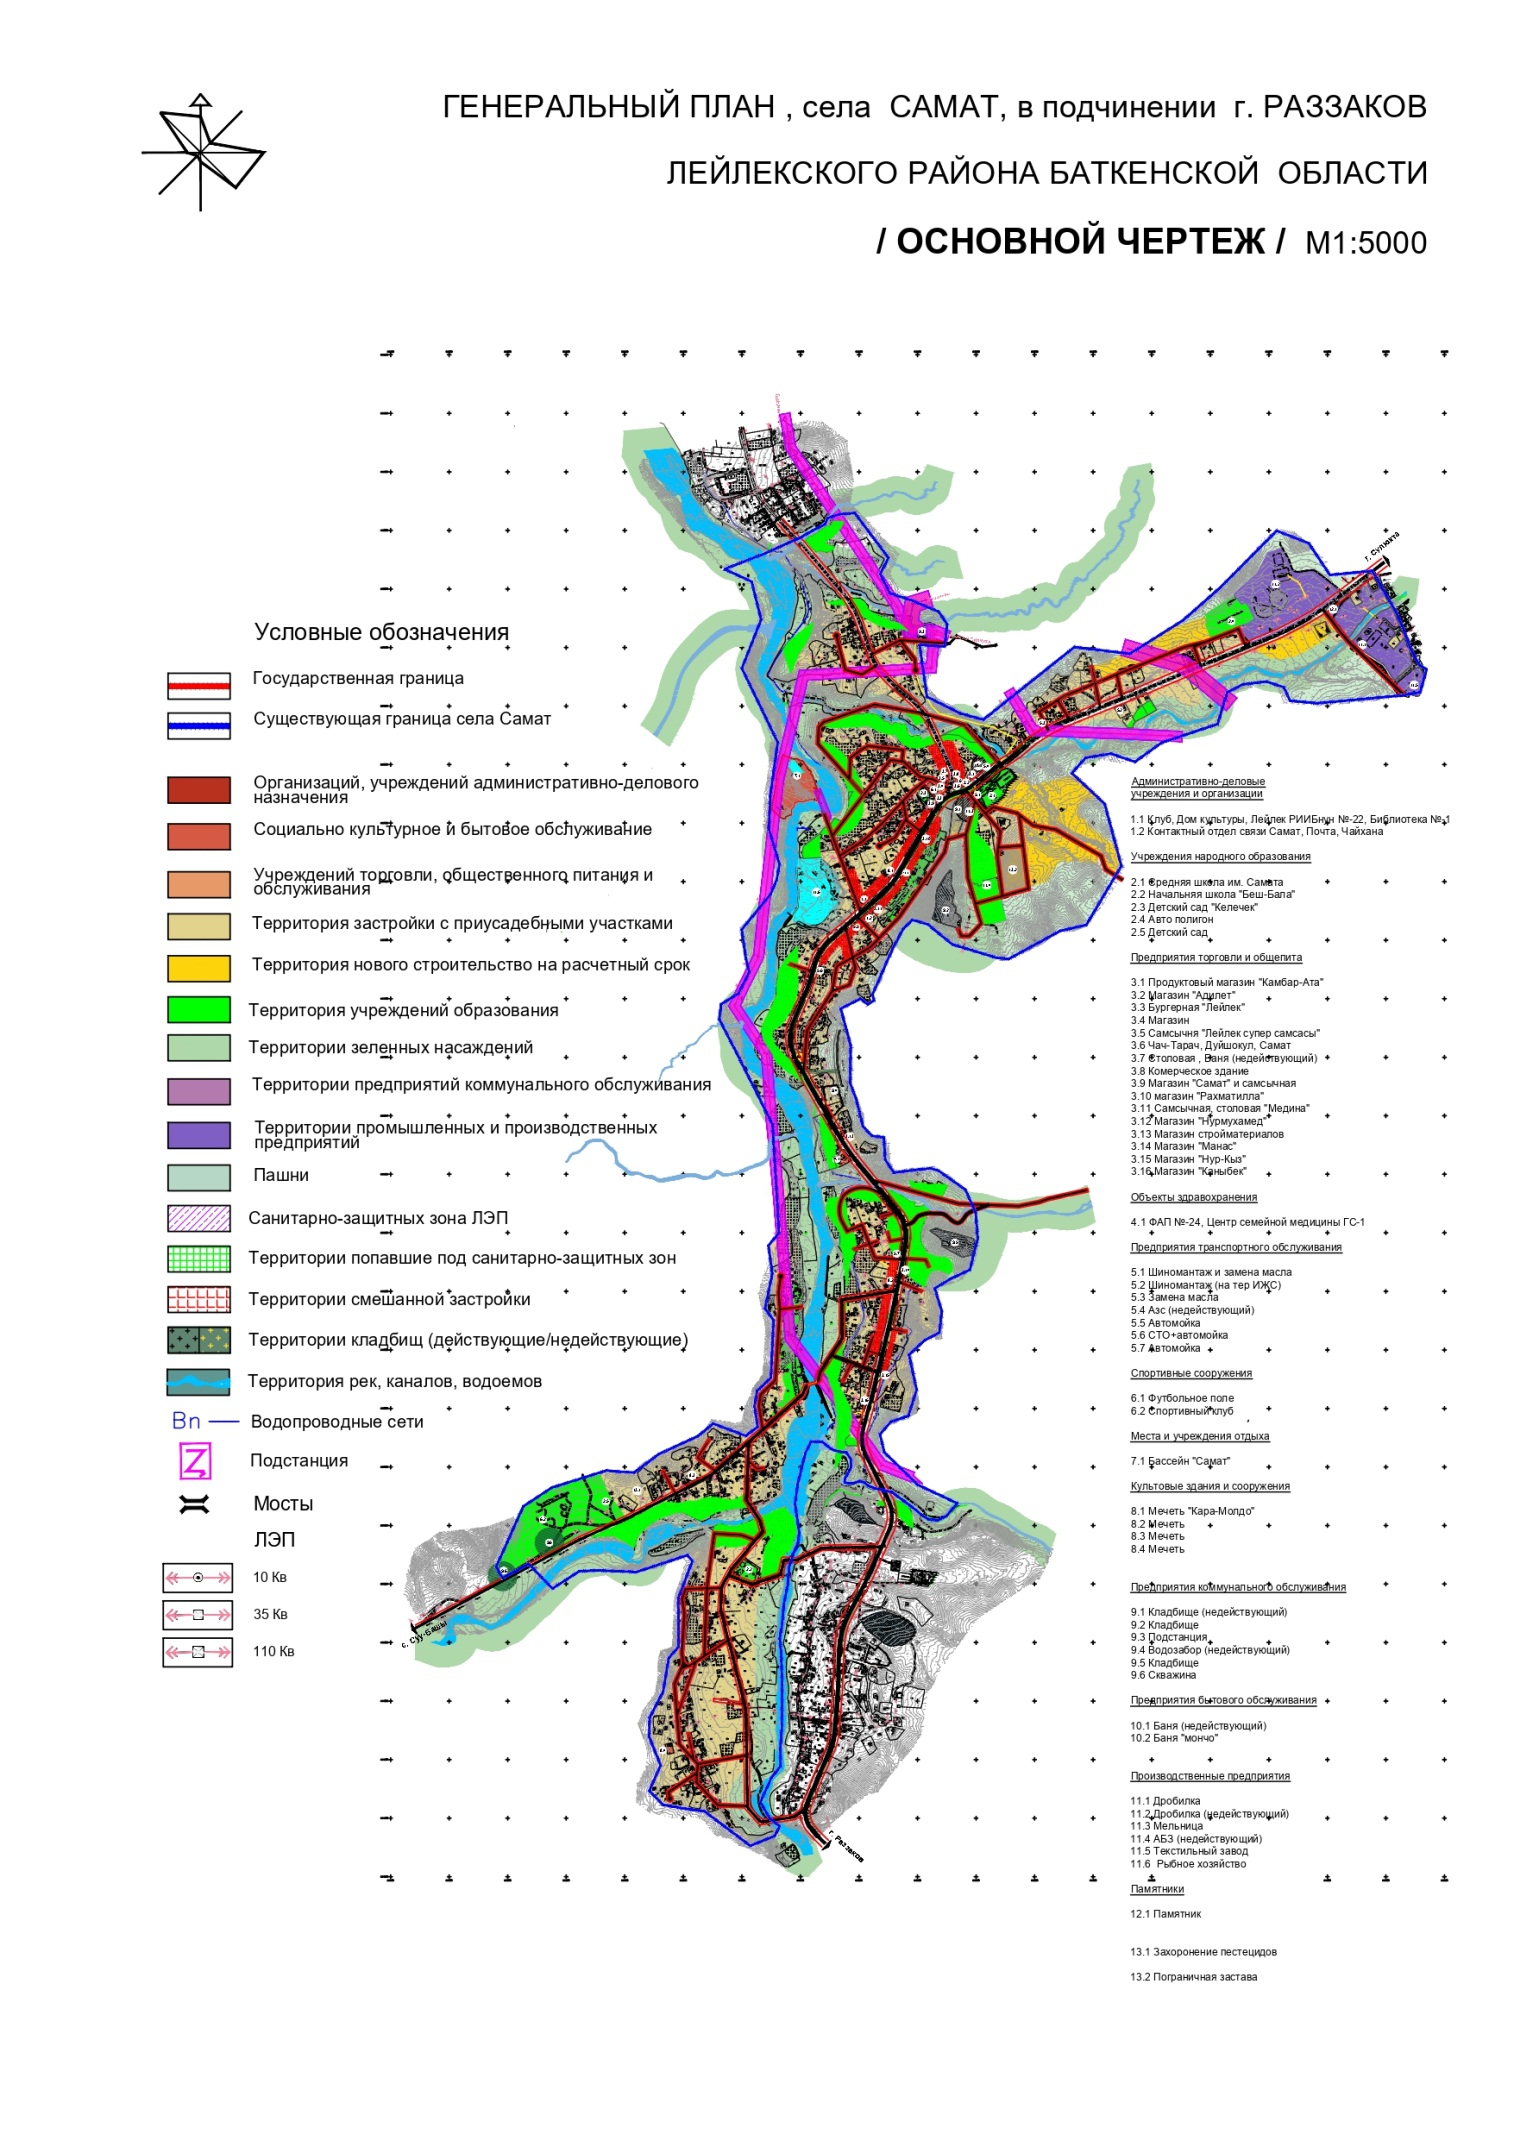 ГЕНЕРАЛЬНЫЙ ПЛАН , села САМАТ, в подчинении г. РАЗЗАКОВ
ЛЕЙЛЕКСКОГО РАЙОНА БАТКЕНСКОЙ ОБЛАСТИ
/ ОСНОВНОЙ ЧЕРТЕЖ / М1:5000
г. Сулюкта
с. Суу-Башы
г. Раззаков
Условные обозначения
Государственная граница
Существующая граница села Самат
Организаций, учреждений административно-делового
назначения
Социально культурное и бытовое обслуживание
Учреждений торговли, общественного питания и
обслуживания
Территория застройки с приусадебными участками
Территория нового строительство на расчетный срок
Территория учреждений образования
Территории зеленных насаждений
Территории предприятий коммунального обслуживания
Территории промышленных и производственных
предприятий
Пашни
Санитарно-защитных зона ЛЭП
Территории попавшие под санитарно-защитных зон
Территории смешанной застройки
Территории кладбищ (действующие/недействующие)
Территория рек, каналов, водоемов
Вп Водопроводные сети
Подстанция
Мосты
ЛЭП
10 Кв
35 Кв
110 Кв
Административно-деловые
учреждения и организации
1.1 Клуб, Дом культуры, Лейлек РИИБнун №-22, Библиотека №-1
1.2 Контактный отдел связи Самат, Почта, Чайхана
Учреждения народного образования
2.1 Средняя школа им. Самата
2.2 Начальняя школа "Беш-Бала"
2.3 Детский сад "Келечек"
2.4 Авто полигон
2.5 Детский сад
Предприятия торговли и общепита
3.1 Продуктовый магазин "Камбар-Ата"
3.2 Магазин "Адилет"
3.3 Бургерная "Лейлек"
3.4 Магазин
3.5 Самсычня "Лейлек супер самсасы"
3.6 Чач-Тарач, Дуйшокул, Самат
3.7 Столовая , Баня (недействующий)
3.8 Комерческое здание
3.9 Магазин "Самат" и самсычная
3.10 магазин "Рахматилла"
3.11 Самсычная, столовая "Медина"
3.12 Магазин "Нурмухамед"
3.13 Магазин стройматериалов
3.14 Магазин "Манас"
3.15 Магазин "Нур-Кыз"
3.16 Магазин "Каныбек"
Объекты здравохранения
4.1 ФАП №-24, Центр семейной медицины ГС-1
Предприятия транспортного обслуживания
5.1 Шиномантаж и замена масла
5.2 Шиномантаж (на тер ИЖС)
5.3 Замена масла
5.4 Азс (недействующий)
5.5 Автомойка
5.6 СТО+автомойка
5.7 Автомойка
Спортивные сооружения
6.1 Футбольное поле
6.2 Спортивный клуб
Места и учреждения отдыха
7.1 Бассейн "Самат"
Культовые здания и сооружения
8.1 Мечеть "Кара-Молдо"
8.2 Мечеть
8.3 Мечеть
8.4 Мечеть
Предприятия коммунального обслуживания
9.1 Кладбище (недействующий)
9.2 Кладбище
9.3 Подстанция
9.4 Водозабор (недействующий)
9.5 Кладбище
9.6 Скважина
Предприятия бытового обслуживания
10.1 Баня (недействующий)
10.2 Баня "мончо"
Производственные предприятия
11.1 Дробилка
11.2 Дробилка (недействующий)
11.3 Мельница
11.4 АБЗ (недействующий)
11.5 Текстильный завод
11.6 Рыбное хозяйство
Памятники
12.1 Памятник
13.1 Захоронение пестецидов
13.2 Пограничная застава